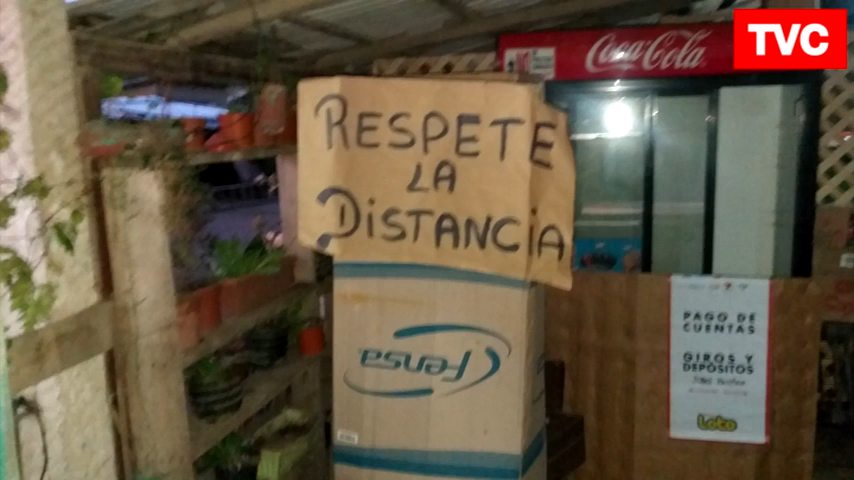 TVC
Coca-Cola
RESPETE
LA
DISTANCIA
Fensa
PAGO DE
CUENTAS
GIROS Y
DEPÓSITOS
Loto